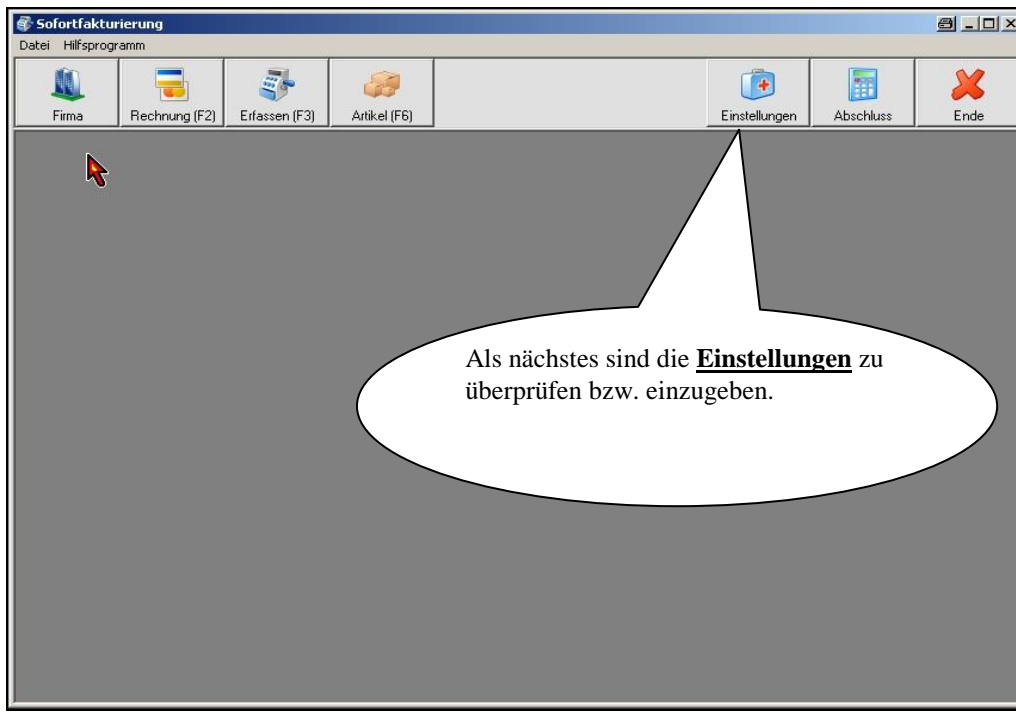 Sofortfakturierung
Datei Hilfsprogramm
Firma Rechnung (F2) Erfassen (F3) Artikel (F6) Einstellungen Abschluss Ende
Als nächstes sind die Einstellungen zu
überprüfen bzw. einzugeben.